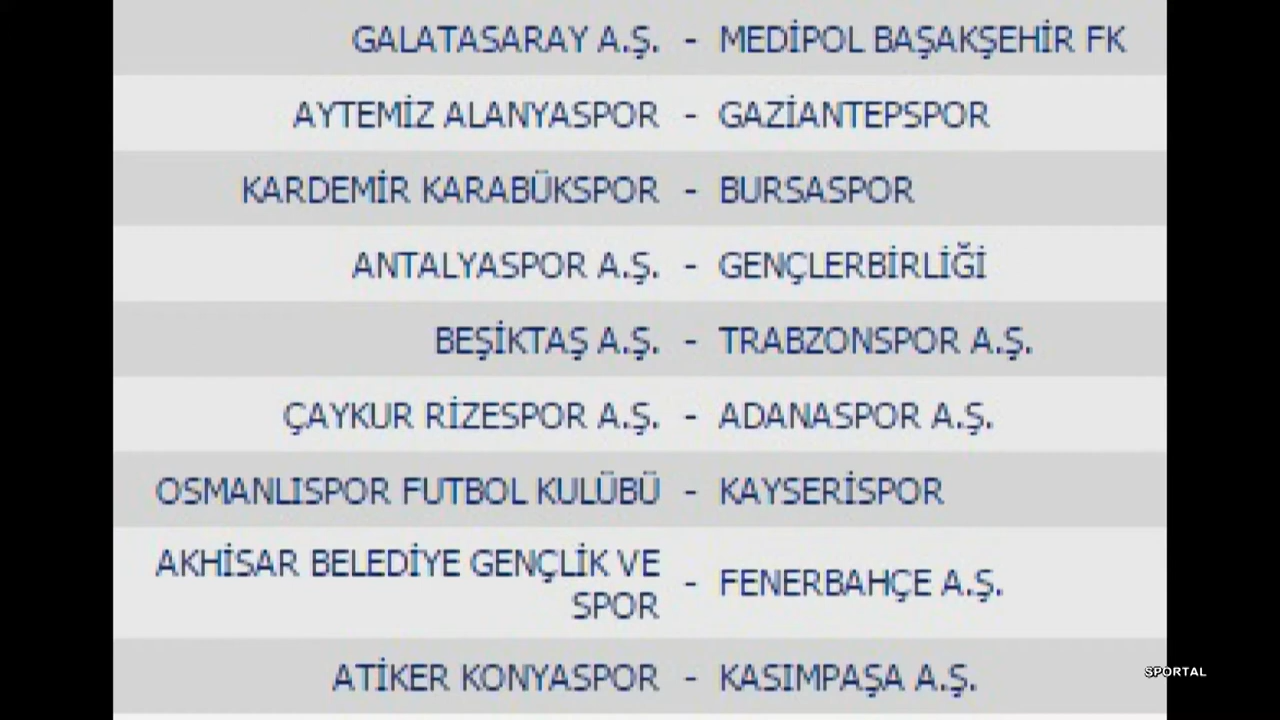 GALATASARAY A.Ş. - MEDİPOL BAŞAKŞEHİR FK
AYTEMİZ ALANYASPOR - GAZİANTEPSPOR
KARDEMİR KARABÜKSPOR - BURSASPOR
ANTALYASPOR A.Ş. - GENÇLERBİRLİĞİ
BEŞİKTAŞ A.Ş. - TRABZONSPOR A.Ş.
ÇAYKUR RİZESPOR A.Ş. - ADANASPOR A.Ş.
OSMANLISPOR FUTBOL KULÜBÜ - KAYSERİSPOR
AKHİSAR BELEDİYE GENÇLİK VE
SPOR - FENERBAHÇE A.Ş.
ATİKER KONYASPOR - KASIMPAŞA A.Ş.
SPORTAL